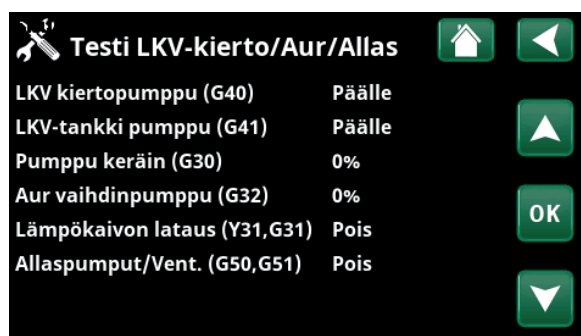 Testi LKV-kierto/Aur/Allas
LKV kiertopumppu (G40) Päälle
LKV-tankki pumppu (G41) Päälle
Pumppu keräin (G30) 0%
Aur vaihdinpumppu (G32) 0%
Lämpökaivon lataus (Y31,G31) Pois
Allaspumput/Vent. (G50,G51) Pois
OK